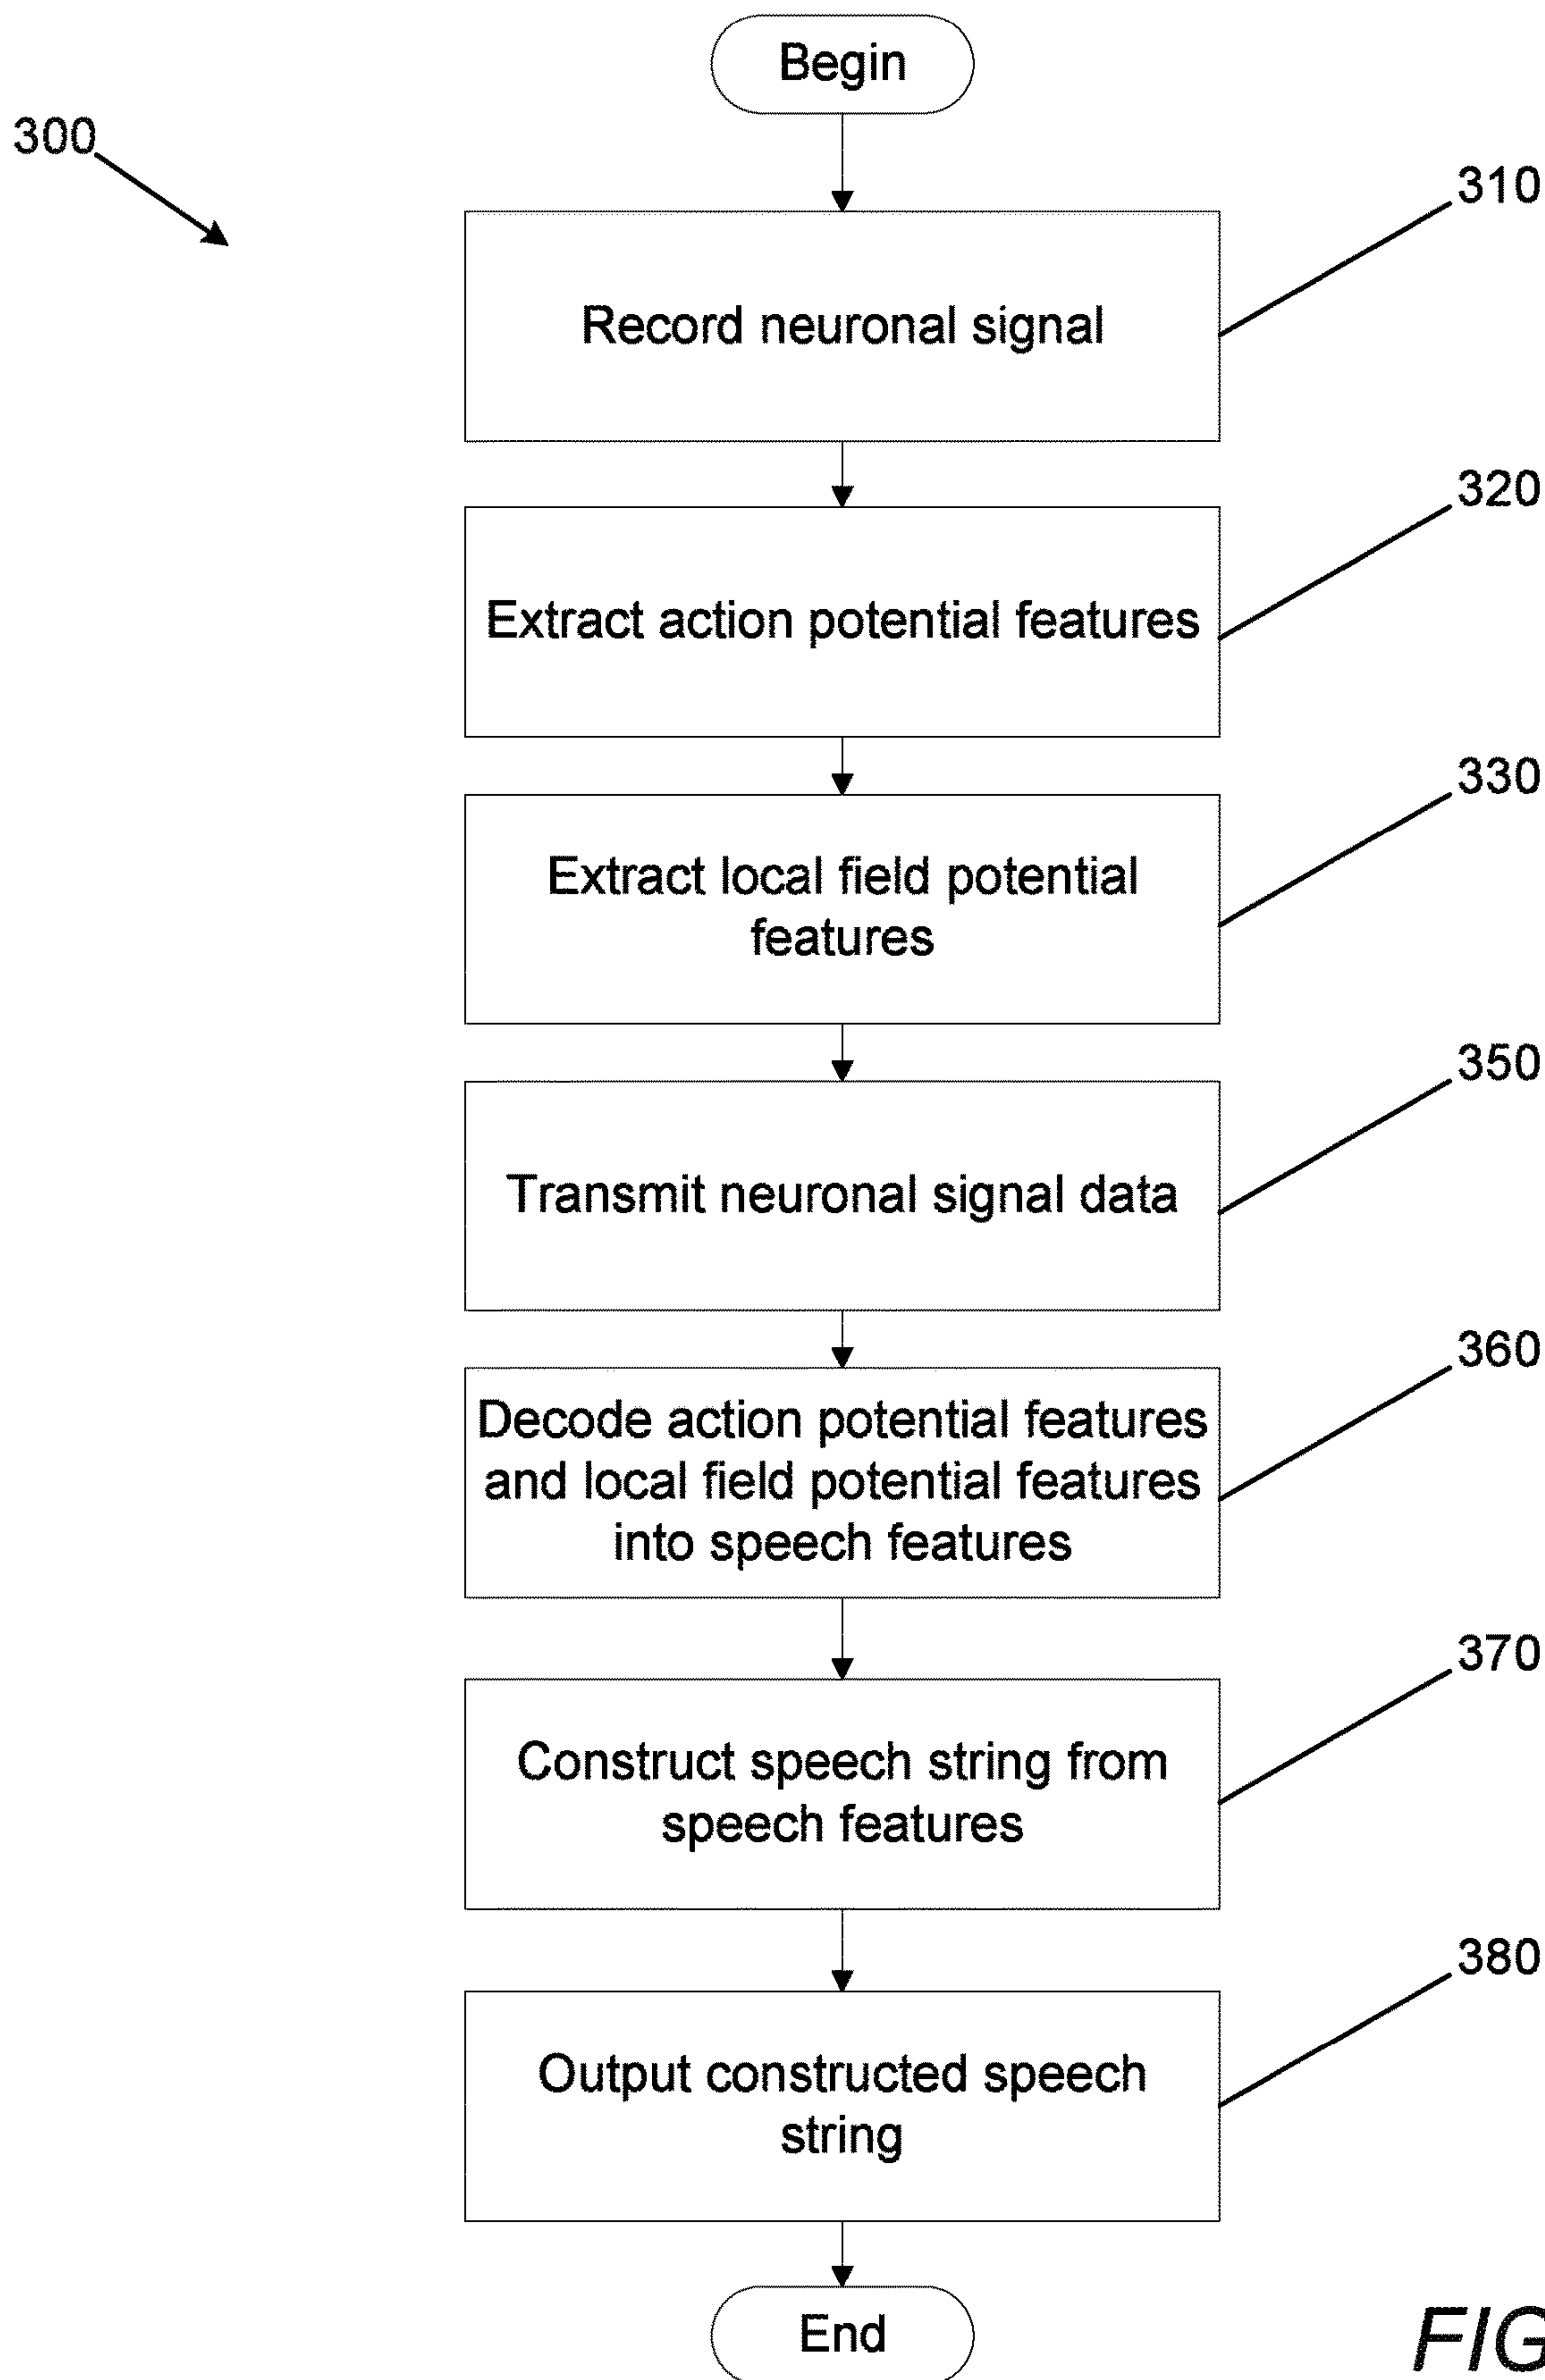 Begin
300
310
Record neuronal signal
320
Extract action potential features
330
Extract local field potential
features
350
Transmit neuronal signal data
360
Decode action potential features
and local field potential features
into speech features
370
Construct speech string from
speech features
380
Output constructed speech
string
End
FIG